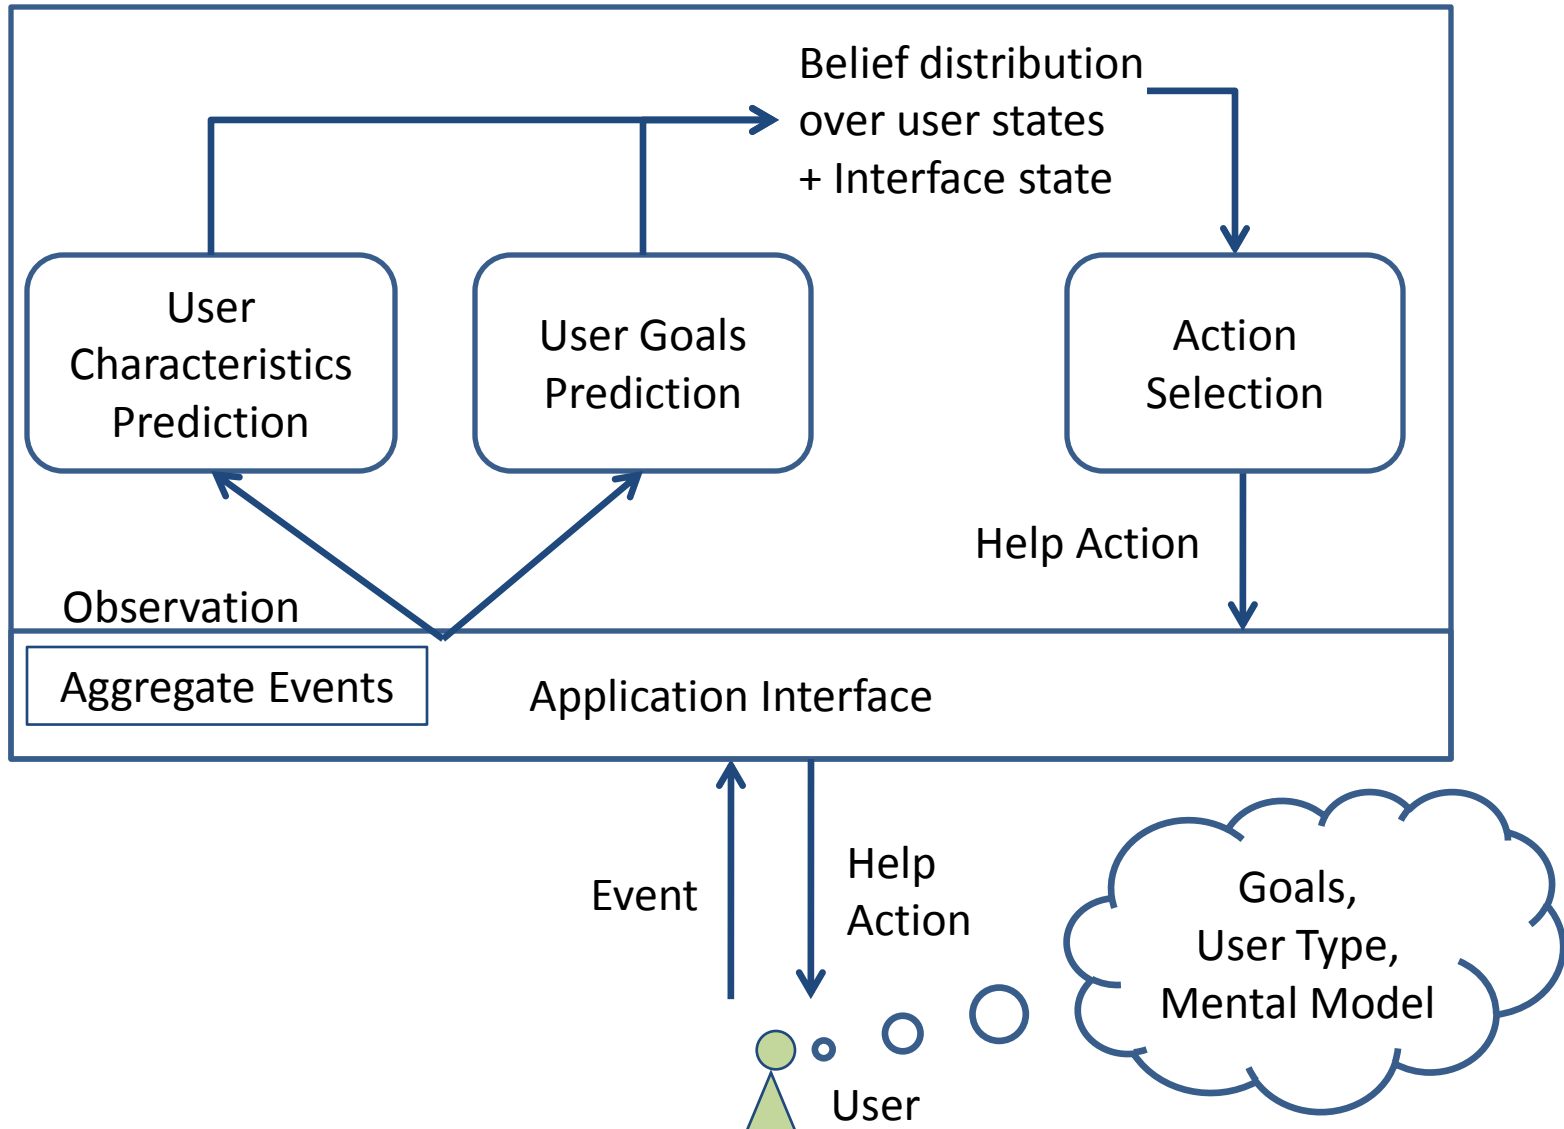 Belief distribution
over user states
+ Interface state
User
Characteristics
Prediction
User Goals
Prediction
Action
Selection
Help Action
Observation
Aggregate Events
Application Interface
Event
Help
Action
Goals,
User Type,
Mental Model
User